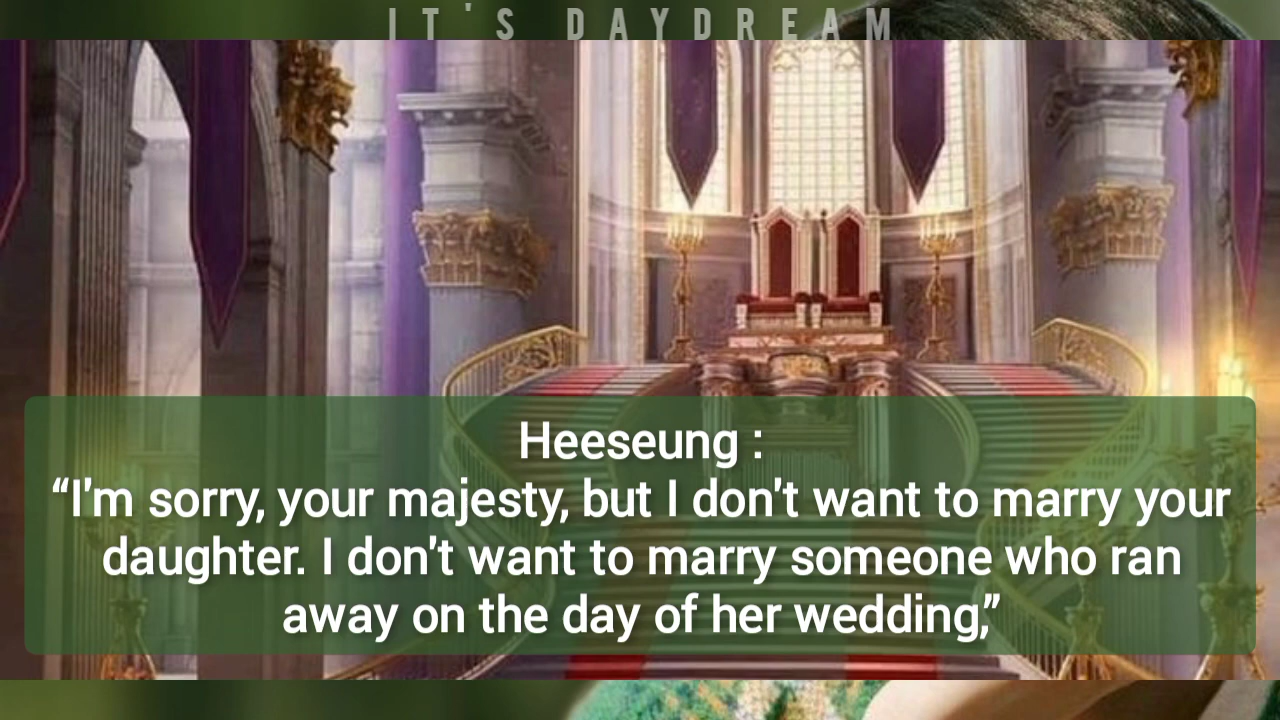 IT'S DAYDREAM
Heeseung :
“I'm sorry, your majesty, but I don't want to marry your
daughter. I don't want to marry someone who ran
away on the day of her wedding,”